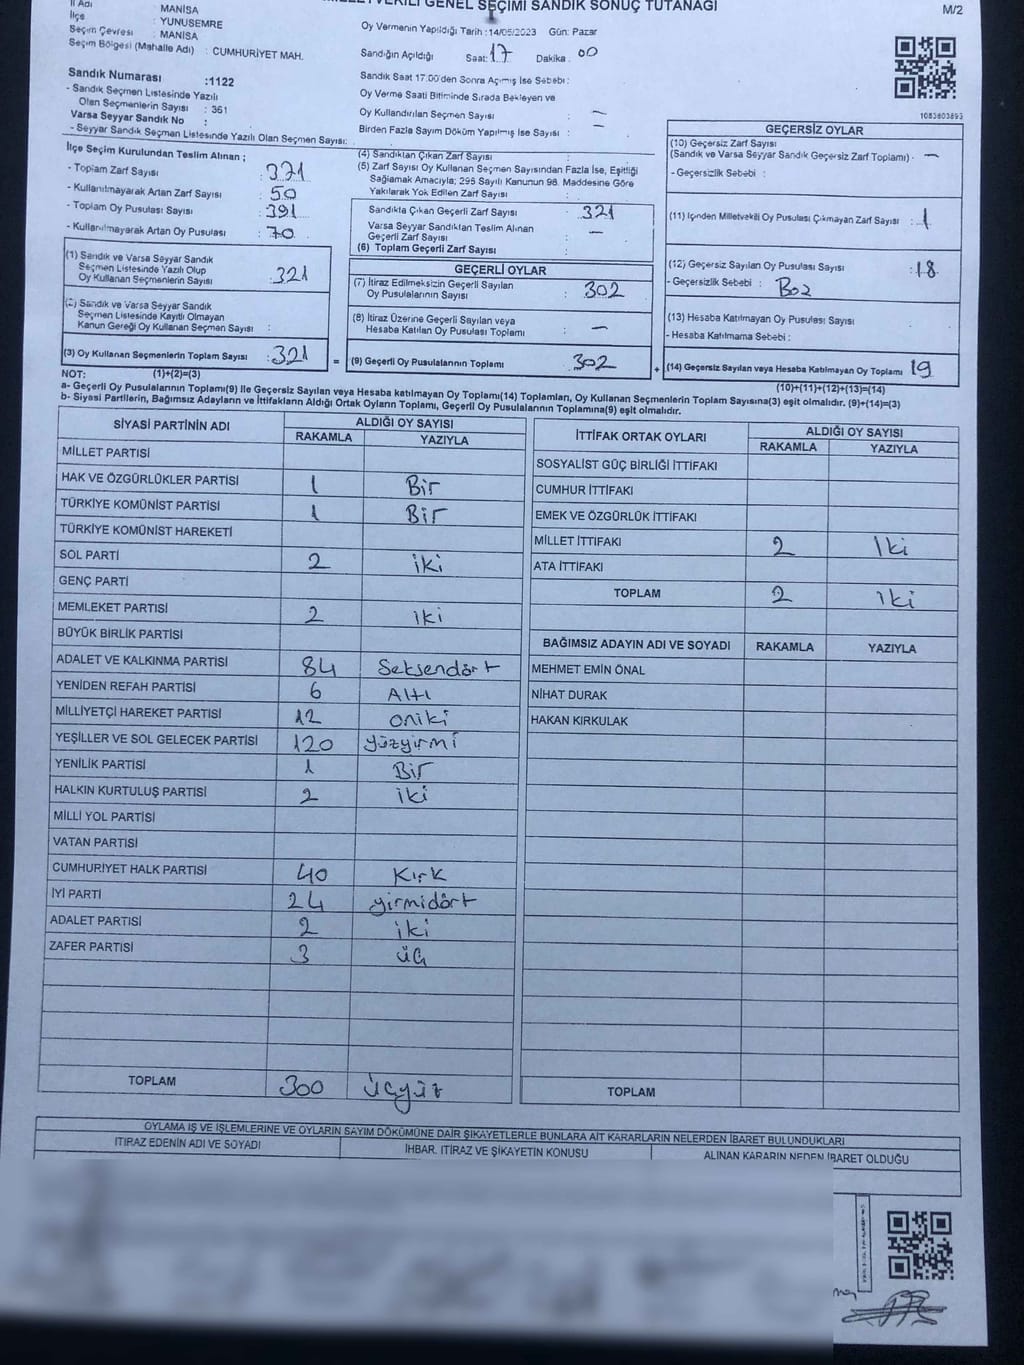 GENEL SEÇİMİ SANDIK SONUÇ TUTANAĞI
M/2
İl Adı : MANİSA
İlçe : YUNUSEMRE
Seçim Çevresi : MANİSA
Seçim Bölgesi (Mahalle Adı) : CUMHURİYET MAH.
Oy Vermenin Yapıldığı Tarih : 14/05/2023 Gün: Pazar
Sandığın Açıldığı Saat: 17 Dakika : 00
Sandık Saat 17:00'den Sonra Açmış İse Sebebi :
Oy Verme Saati Bitiminde Sırada Bekleyen ve
Oy Kullandırılan Seçmen Sayısı : —
Birden Fazla Sayım Döküm Yapılmış İse Sayısı : —
Sandık Numarası :1122
- Sandık Seçmen Listesinde Yazılı
Olan Seçmenlerin Sayısı : 361
Varsa Seyyar Sandık No :
- Seyyar Sandık Seçmen Listesinde Yazılı Olan Seçmen Sayısı:
1083603893
İlçe Seçim Kurulundan Teslim Alınan ;
- Toplam Zarf Sayısı : 371
- Kullanılmayarak Artan Zarf Sayısı : 50
- Toplam Oy Pusulası Sayısı : 391
- Kullanılmayarak Artan Oy Pusulası : 70
(4) Sandıktan Çıkan Zarf Sayısı :
(5) Zarf Sayısı Oy Kullanan Seçmen Sayısından Fazla İse, Eşitliği
Sağlamak Amacıyla; 298 Sayılı Kanunun 98. Maddesine Göre
Yakılarak Yok Edilen Zarf Sayısı :
Sandıkta Çıkan Geçerli Zarf Sayısı : 321
Varsa Seyyar Sandıktan Teslim Alınan
Geçerli Zarf Sayısı : —
(6) Toplam Geçerli Zarf Sayısı :
GEÇERSİZ OYLAR
(10) Geçersiz Zarf Sayısı
(Sandık ve Varsa Seyyar Sandık Geçersiz Zarf Toplamı) : —
- Geçersizlik Sebebi :
(11) İçinden Milletvekili Oy Pusulası Çıkmayan Zarf Sayısı : 1
(12) Geçersiz Sayılan Oy Pusulası Sayısı : 18
- Geçersizlik Sebebi :
(13) Hesaba Katılmayan Oy Pusulası Sayısı :
- Hesaba Katılmama Sebebi :
(14) Geçersiz Sayılan veya Hesaba Katılmayan Oy Toplamı 19
(10)+(11)+(12)+(13)=(14)
(1) Sandık ve Varsa Seyyar Sandık
Seçmen Listesinde Yazılı Olup
Oy Kullanan Seçmenlerin Sayısı : 321
(2) Sandık ve Varsa Seyyar Sandık
Seçmen Listesinde Kayıtlı Olmayan
Kanun Gereği Oy Kullanan Seçmen Sayısı :
(3) Oy Kullanan Seçmenlerin Toplam Sayısı : 321 =
GEÇERLİ OYLAR
(7) İtiraz Edilmeksizin Geçerli Sayılan
Oy Pusulalarının Sayısı : 302
(8) İtiraz Üzerine Geçerli Sayılan veya
Hesaba Katılan Oy Pusulası Toplamı : —
(9) Geçerli Oy Pusulalarının Toplamı 302 +
NOT: (1)+(2)=(3)
a- Geçerli Oy Pusulalarının Toplamı(9) İle Geçersiz Sayılan veya Hesaba katılmayan Oy Toplamı(14) Toplamları, Oy Kullanan Seçmenlerin Toplam Sayısına(3) eşit olmalıdır. (9)+(14)=(3)
b- Siyasi Partilerin, Bağımsız Adayların ve İttifakların Aldığı Ortak Oyların Toplamı, Geçerli Oy Pusulalarının Toplamına(9) eşit olmalıdır.
SİYASİ PARTİNİN ADI ALDIĞI OY SAYISI
RAKAMLA YAZIYLA
MİLLET PARTİSİ
HAK VE ÖZGÜRLÜKLER PARTİSİ 1 Bir
TÜRKİYE KOMÜNİST PARTİSİ 1 Bir
TÜRKİYE KOMÜNİST HAREKETİ
SOL PARTİ 2 iki
GENÇ PARTİ
MEMLEKET PARTİSİ 2 iki
BÜYÜK BİRLİK PARTİSİ
ADALET VE KALKINMA PARTİSİ 84 Seksendört
YENİDEN REFAH PARTİSİ 6 Altı
MİLLİYETÇİ HAREKET PARTİSİ 12 oniki
YEŞİLLER VE SOL GELECEK PARTİSİ 120 yüzyirmi
YENİLİK PARTİSİ 1 Bir
HALKIN KURTULUŞ PARTİSİ 2 iki
MİLLİ YOL PARTİSİ
VATAN PARTİSİ
CUMHURİYET HALK PARTİSİ 40 Kırk
İYİ PARTİ 24 yirmidört
ADALET PARTİSİ 2 iki
ZAFER PARTİSİ 3 üç
TOPLAM 300 üçyüz
İTTİFAK ORTAK OYLARI ALDIĞI OY SAYISI
RAKAMLA YAZIYLA
SOSYALİST GÜÇ BİRLİĞİ İTTİFAKI
CUMHUR İTTİFAKI
EMEK VE ÖZGÜRLÜK İTTİFAKI
MİLLET İTTİFAKI 2 iki
ATA İTTİFAKI
TOPLAM 2 iki
BAĞIMSIZ ADAYIN ADI VE SOYADI RAKAMLA YAZIYLA
MEHMET EMİN ÖNAL
NİHAT DURAK
HAKAN KIRKULAK
TOPLAM
OYLAMA İŞ VE İŞLEMLERİNE VE OYLARIN SAYIM DÖKÜMÜNE DAİR ŞİKAYETLERLE BUNLARA AİT KARARLARIN NELERDEN İBARET BULUNDUKLARI
İTİRAZ EDENİN ADI VE SOYADI İHBAR, İTİRAZ VE ŞİKAYETİN KONUSU ALINAN KARARIN NEDEN İBARET OLDUĞU